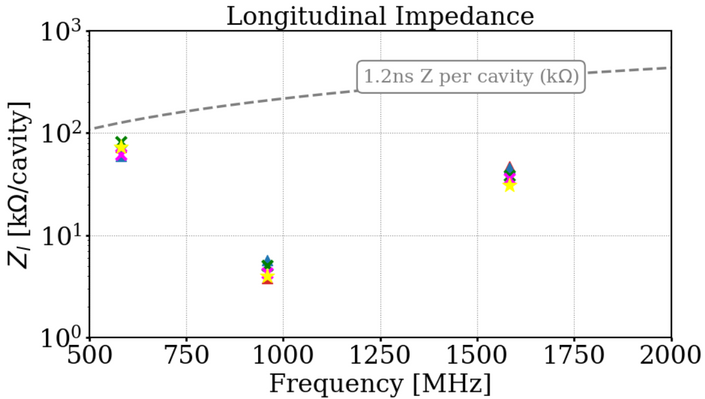 Longitudinal Impedance
10³
1.2ns Z per cavity (kΩ)
10²
10¹
10⁰
Z_l [kΩ/cavity]
500 750 1000 1250 1500 1750 2000
Frequency [MHz]